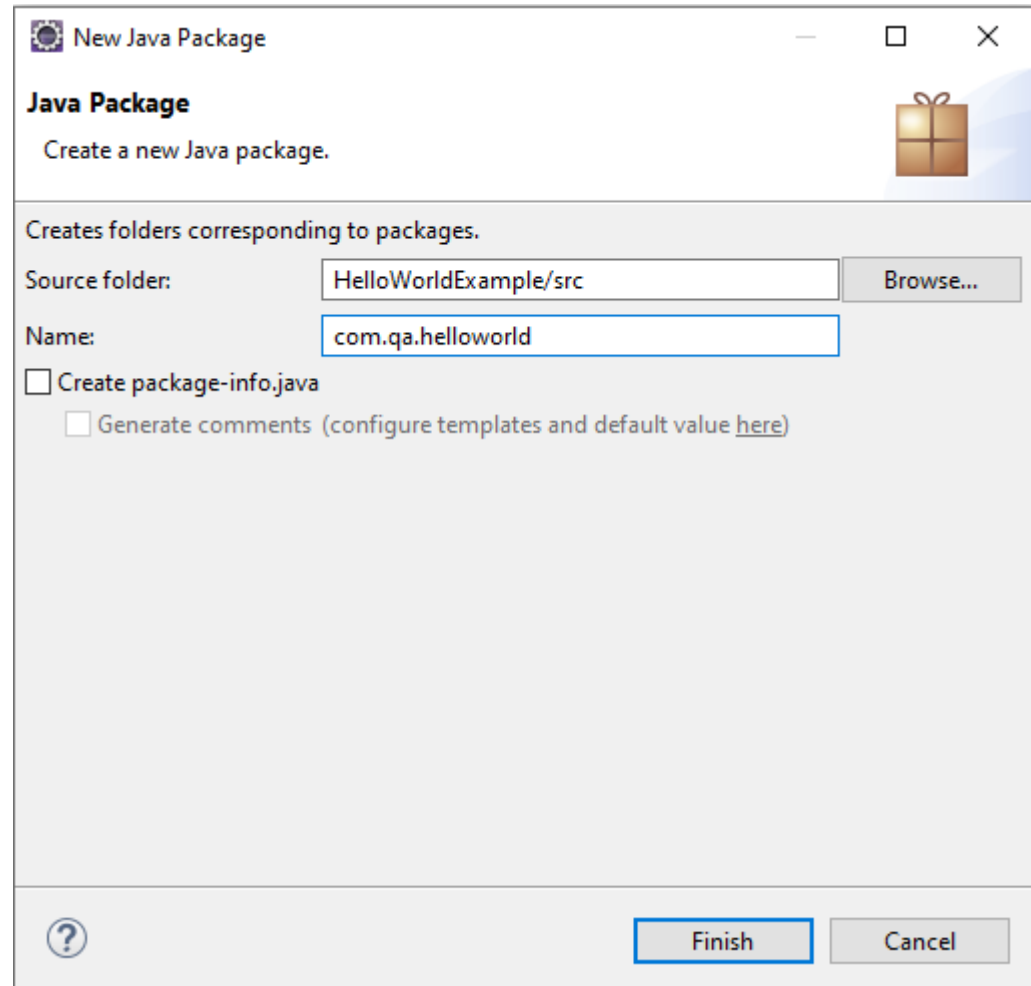 New Java Package
Java Package
Create a new Java package.
Creates folders corresponding to packages.
Source folder: HelloWorldExample/src Browse...
Name: com.qa.helloworld
Create package-info.java
Generate comments (configure templates and default value here)
? Finish Cancel